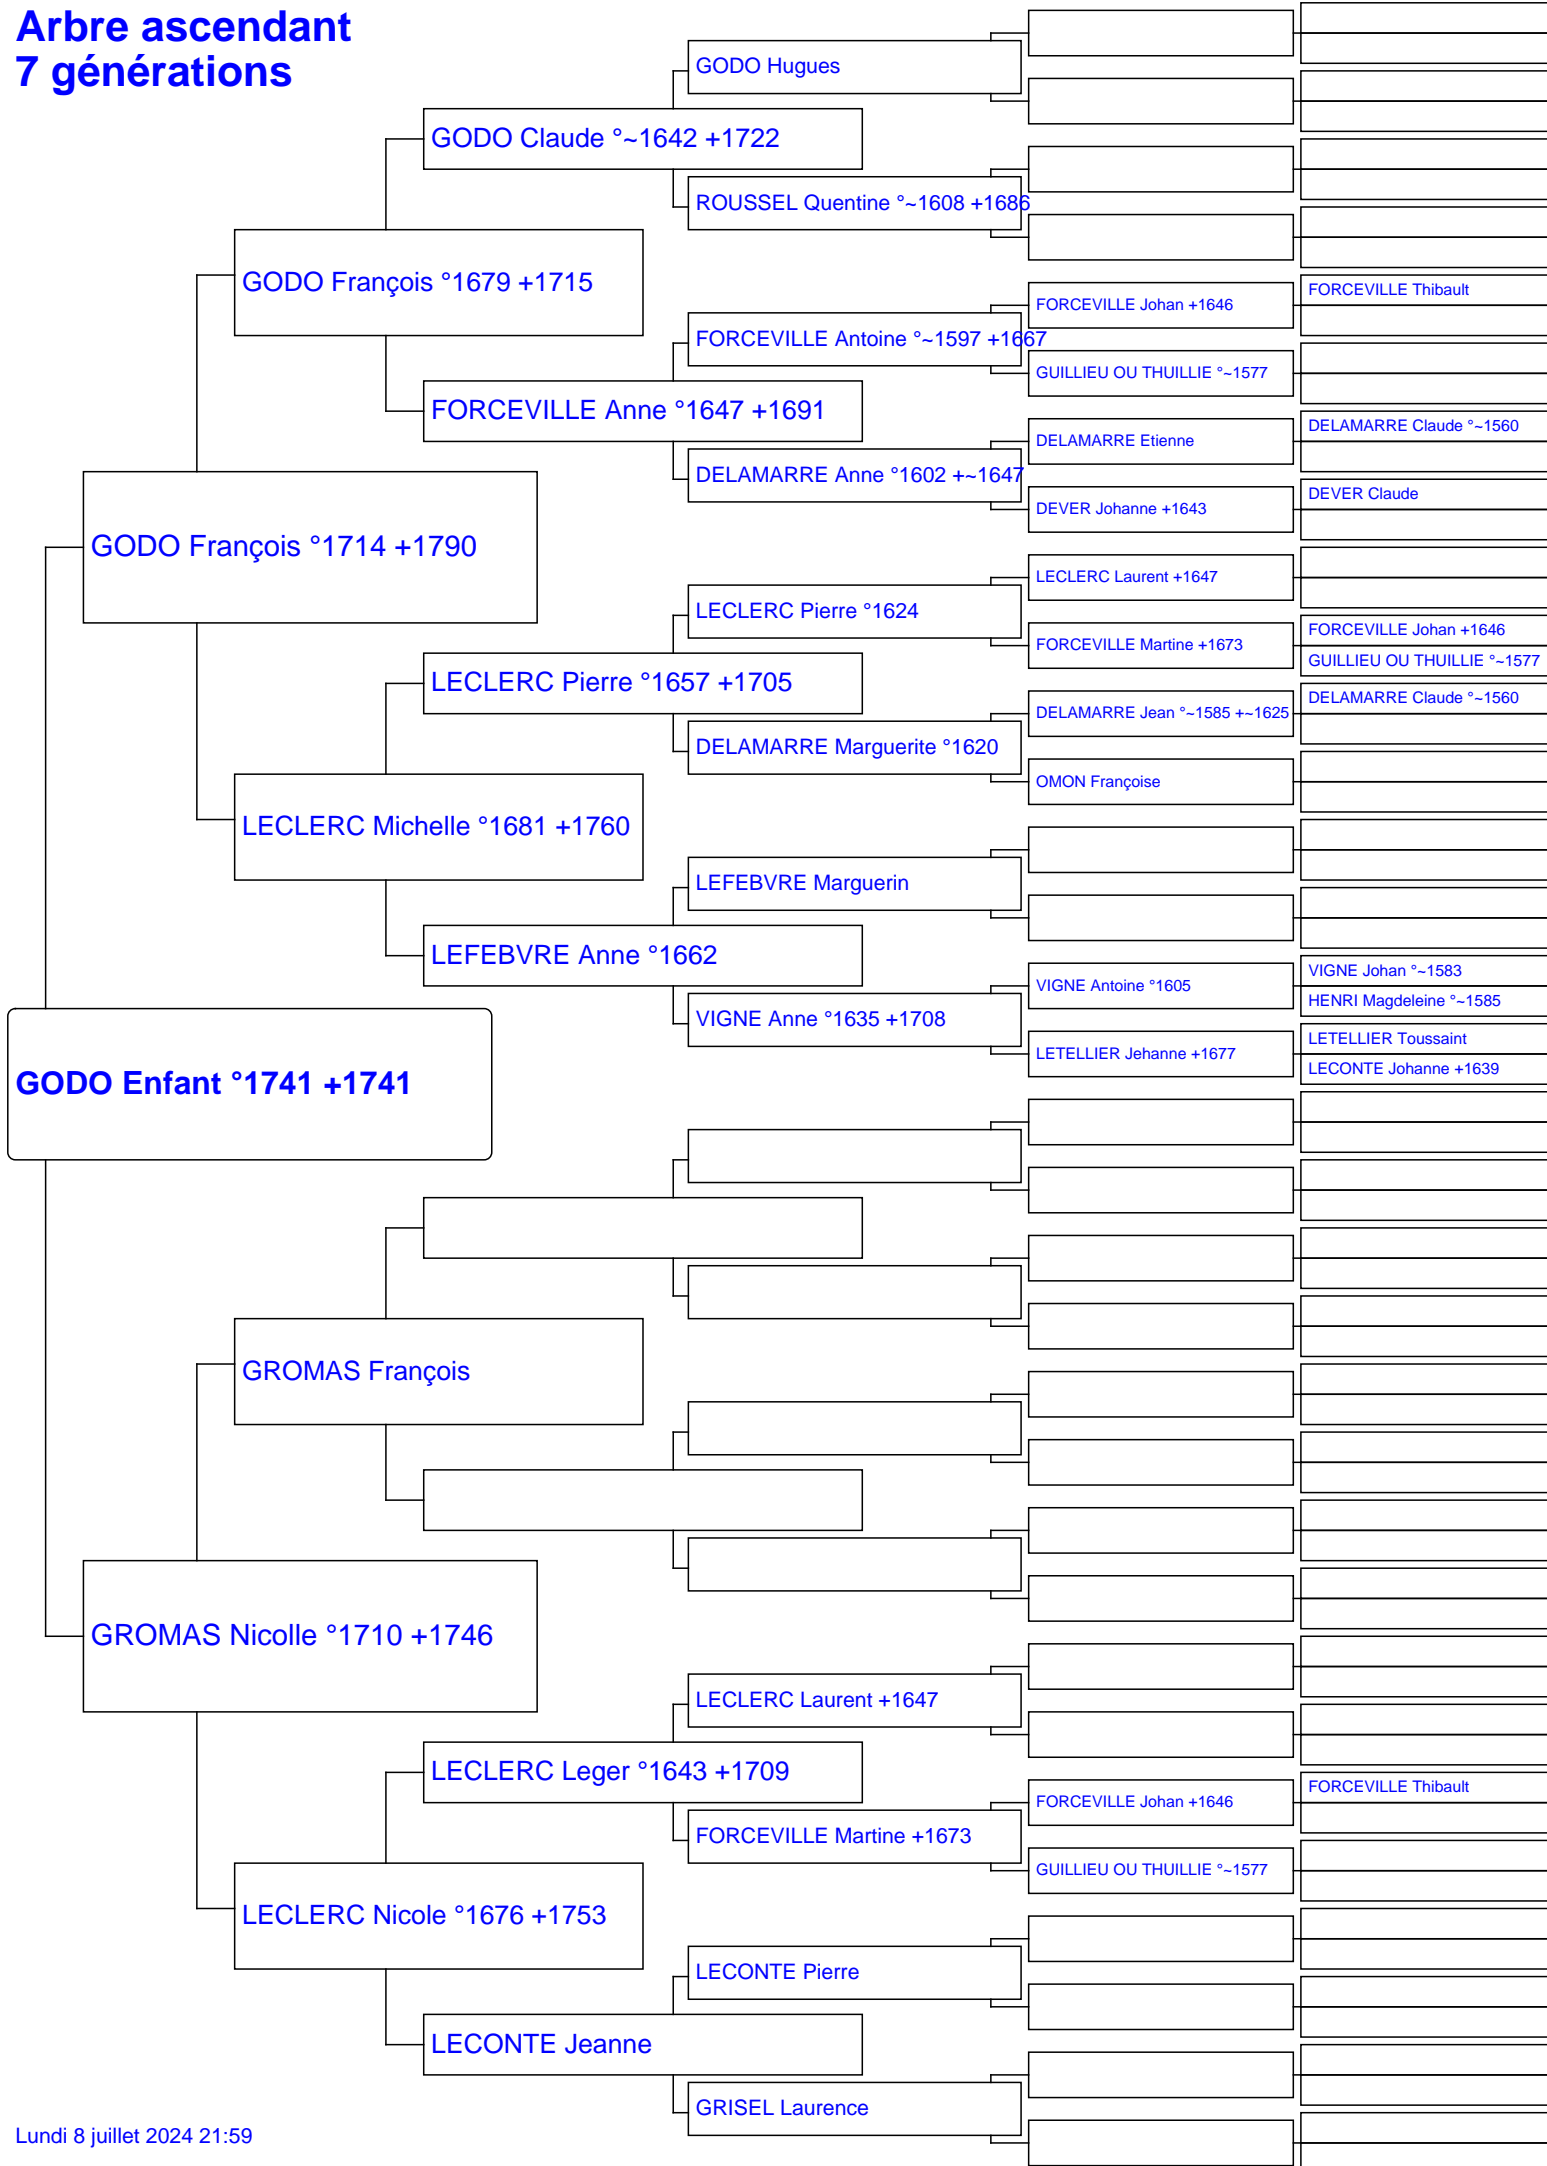 Arbre ascendant
7 générations
GODO Hugues
GODO Claude °~1642 +1722
ROUSSEL Quentine °~1608 +1686
GODO François °1679 +1715
FORCEVILLE Thibault
FORCEVILLE Johan +1646
FORCEVILLE Antoine °~1597 +1667
GUILLIEU OU THUILLIE °~1577
FORCEVILLE Anne °1647 +1691
DELAMARRE Claude °~1560
DELAMARRE Etienne
DELAMARRE Anne °1602 +~1647
DEVER Claude
DEVER Johanne +1643
GODO François °1714 +1790
LECLERC Laurent +1647
LECLERC Pierre °1624
FORCEVILLE Johan +1646
FORCEVILLE Martine +1673
GUILLIEU OU THUILLIE °~1577
LECLERC Pierre °1657 +1705
DELAMARRE Claude °~1560
DELAMARRE Jean °~1585 +~1625
DELAMARRE Marguerite °1620
OMON Françoise
LECLERC Michelle °1681 +1760
LEFEBVRE Marguerin
LEFEBVRE Anne °1662
VIGNE Johan °~1583
VIGNE Antoine °1605
HENRI Magdeleine °~1585
VIGNE Anne °1635 +1708
LETELLIER Toussaint
LETELLIER Jehanne +1677
LECONTE Johanne +1639
GODO Enfant °1741 +1741
GROMAS François
GROMAS Nicolle °1710 +1746
LECLERC Laurent +1647
LECLERC Leger °1643 +1709
FORCEVILLE Thibault
FORCEVILLE Johan +1646
FORCEVILLE Martine +1673
GUILLIEU OU THUILLIE °~1577
LECLERC Nicole °1676 +1753
LECONTE Pierre
LECONTE Jeanne
GRISEL Laurence
Lundi 8 juillet 2024 21:59